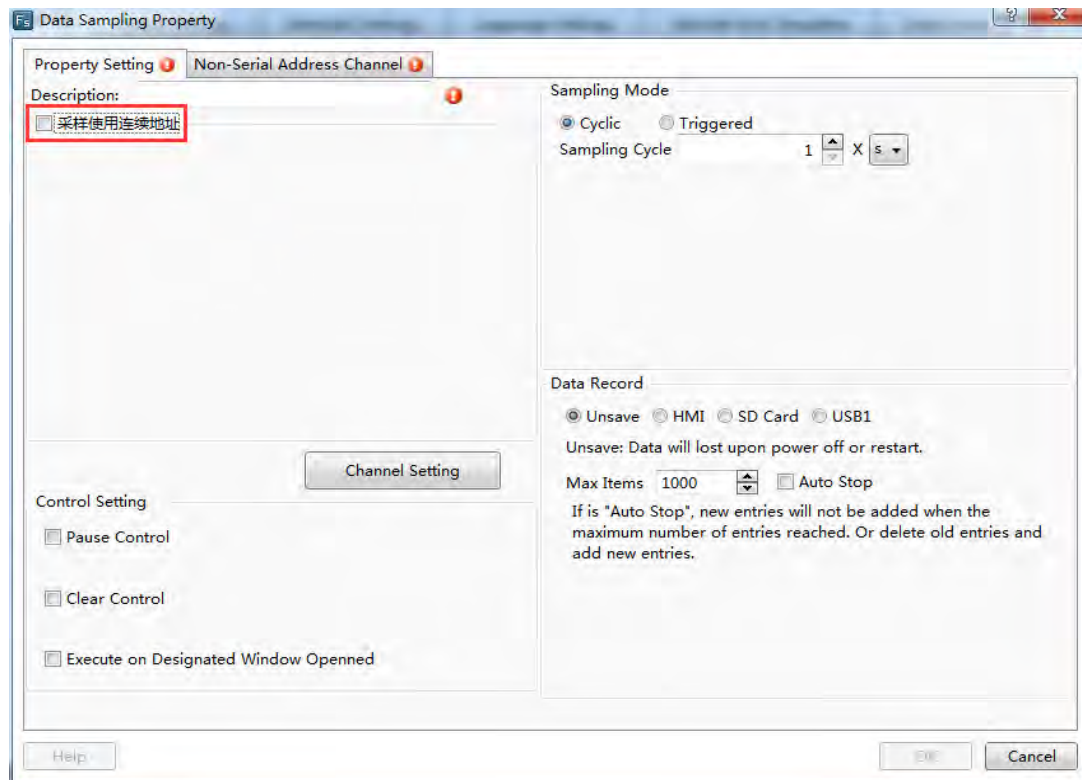 Fs Data Sampling Property
Property Setting
Non-Serial Address Channel
Description:
采样使用连续地址
Channel Setting
Control Setting
Pause Control
Clear Control
Execute on Designated Window Openned
Sampling Mode
Cyclic Triggered
Sampling Cycle 1 X s
Data Record
Unsave HMI SD Card USB1
Unsave: Data will lost upon power off or restart.
Max Items 1000 Auto Stop
If is "Auto Stop", new entries will not be added when the
maximum number of entries reached. Or delete old entries and
add new entries.
Help
OK
Cancel